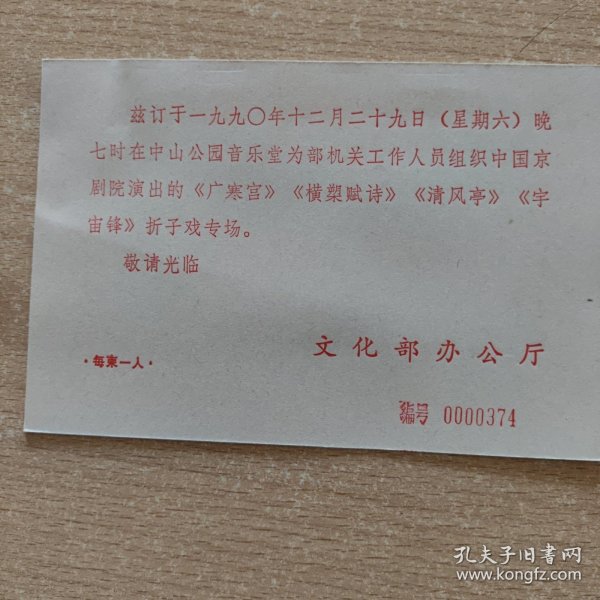 兹订于一九九〇年十二月二十九日（星期六）晚
七时在中山公园音乐堂为部机关工作人员组织中国京
剧院演出的《广寒宫》《横槊赋诗》《清风亭》《宇
宙锋》折子戏专场。
敬请光临
文化部办公厅
·每柬一人·
编号 0000374
孔夫子旧书网
www.kongfz.com